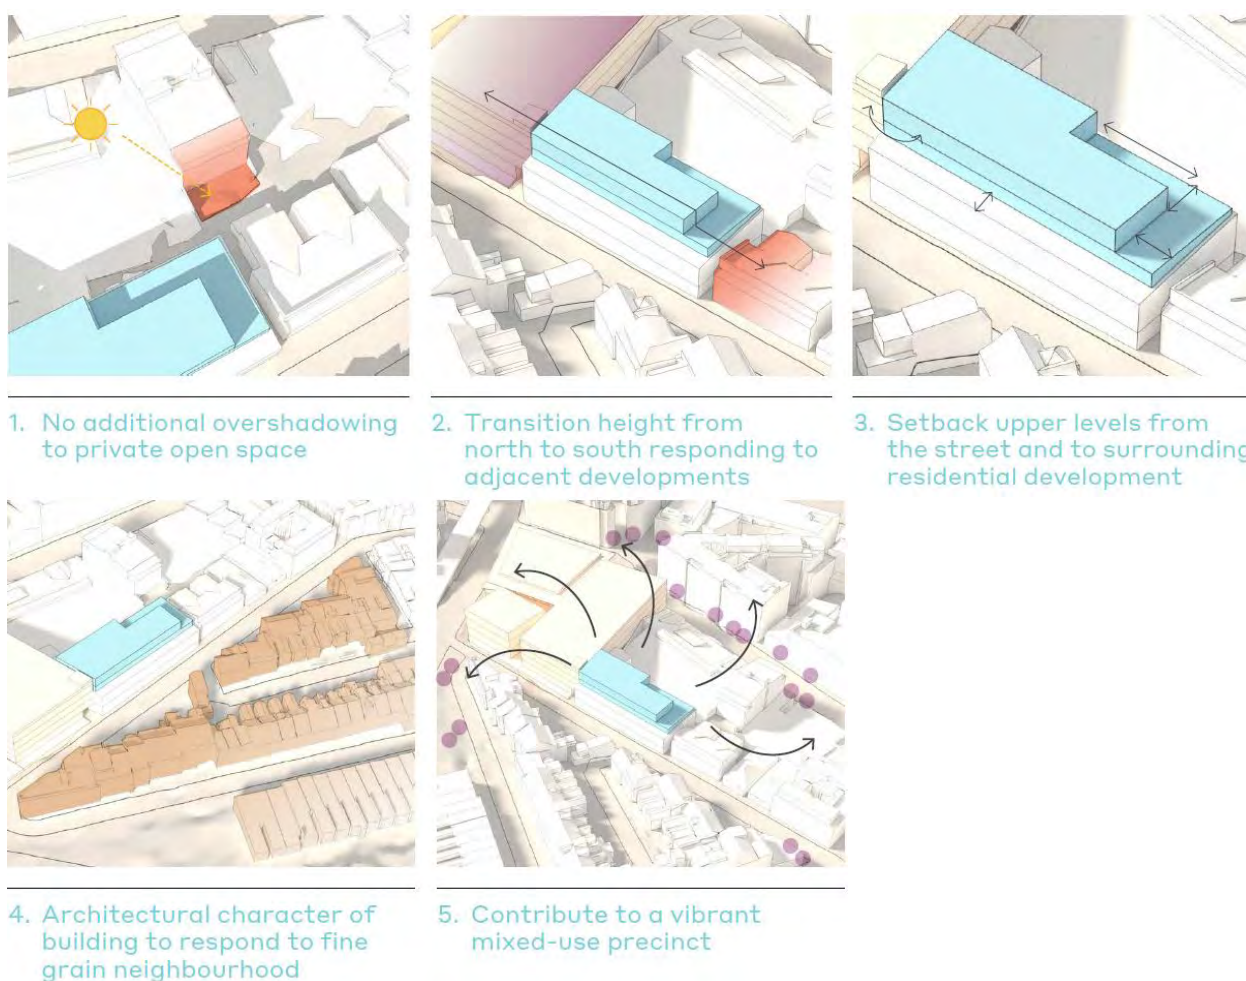 1. No additional overshadowing
to private open space
2. Transition height from
north to south responding to
adjacent developments
3. Setback upper levels from
the street and to surrounding
residential development
4. Architectural character of
building to respond to fine
grain neighbourhood
5. Contribute to a vibrant
mixed-use precinct